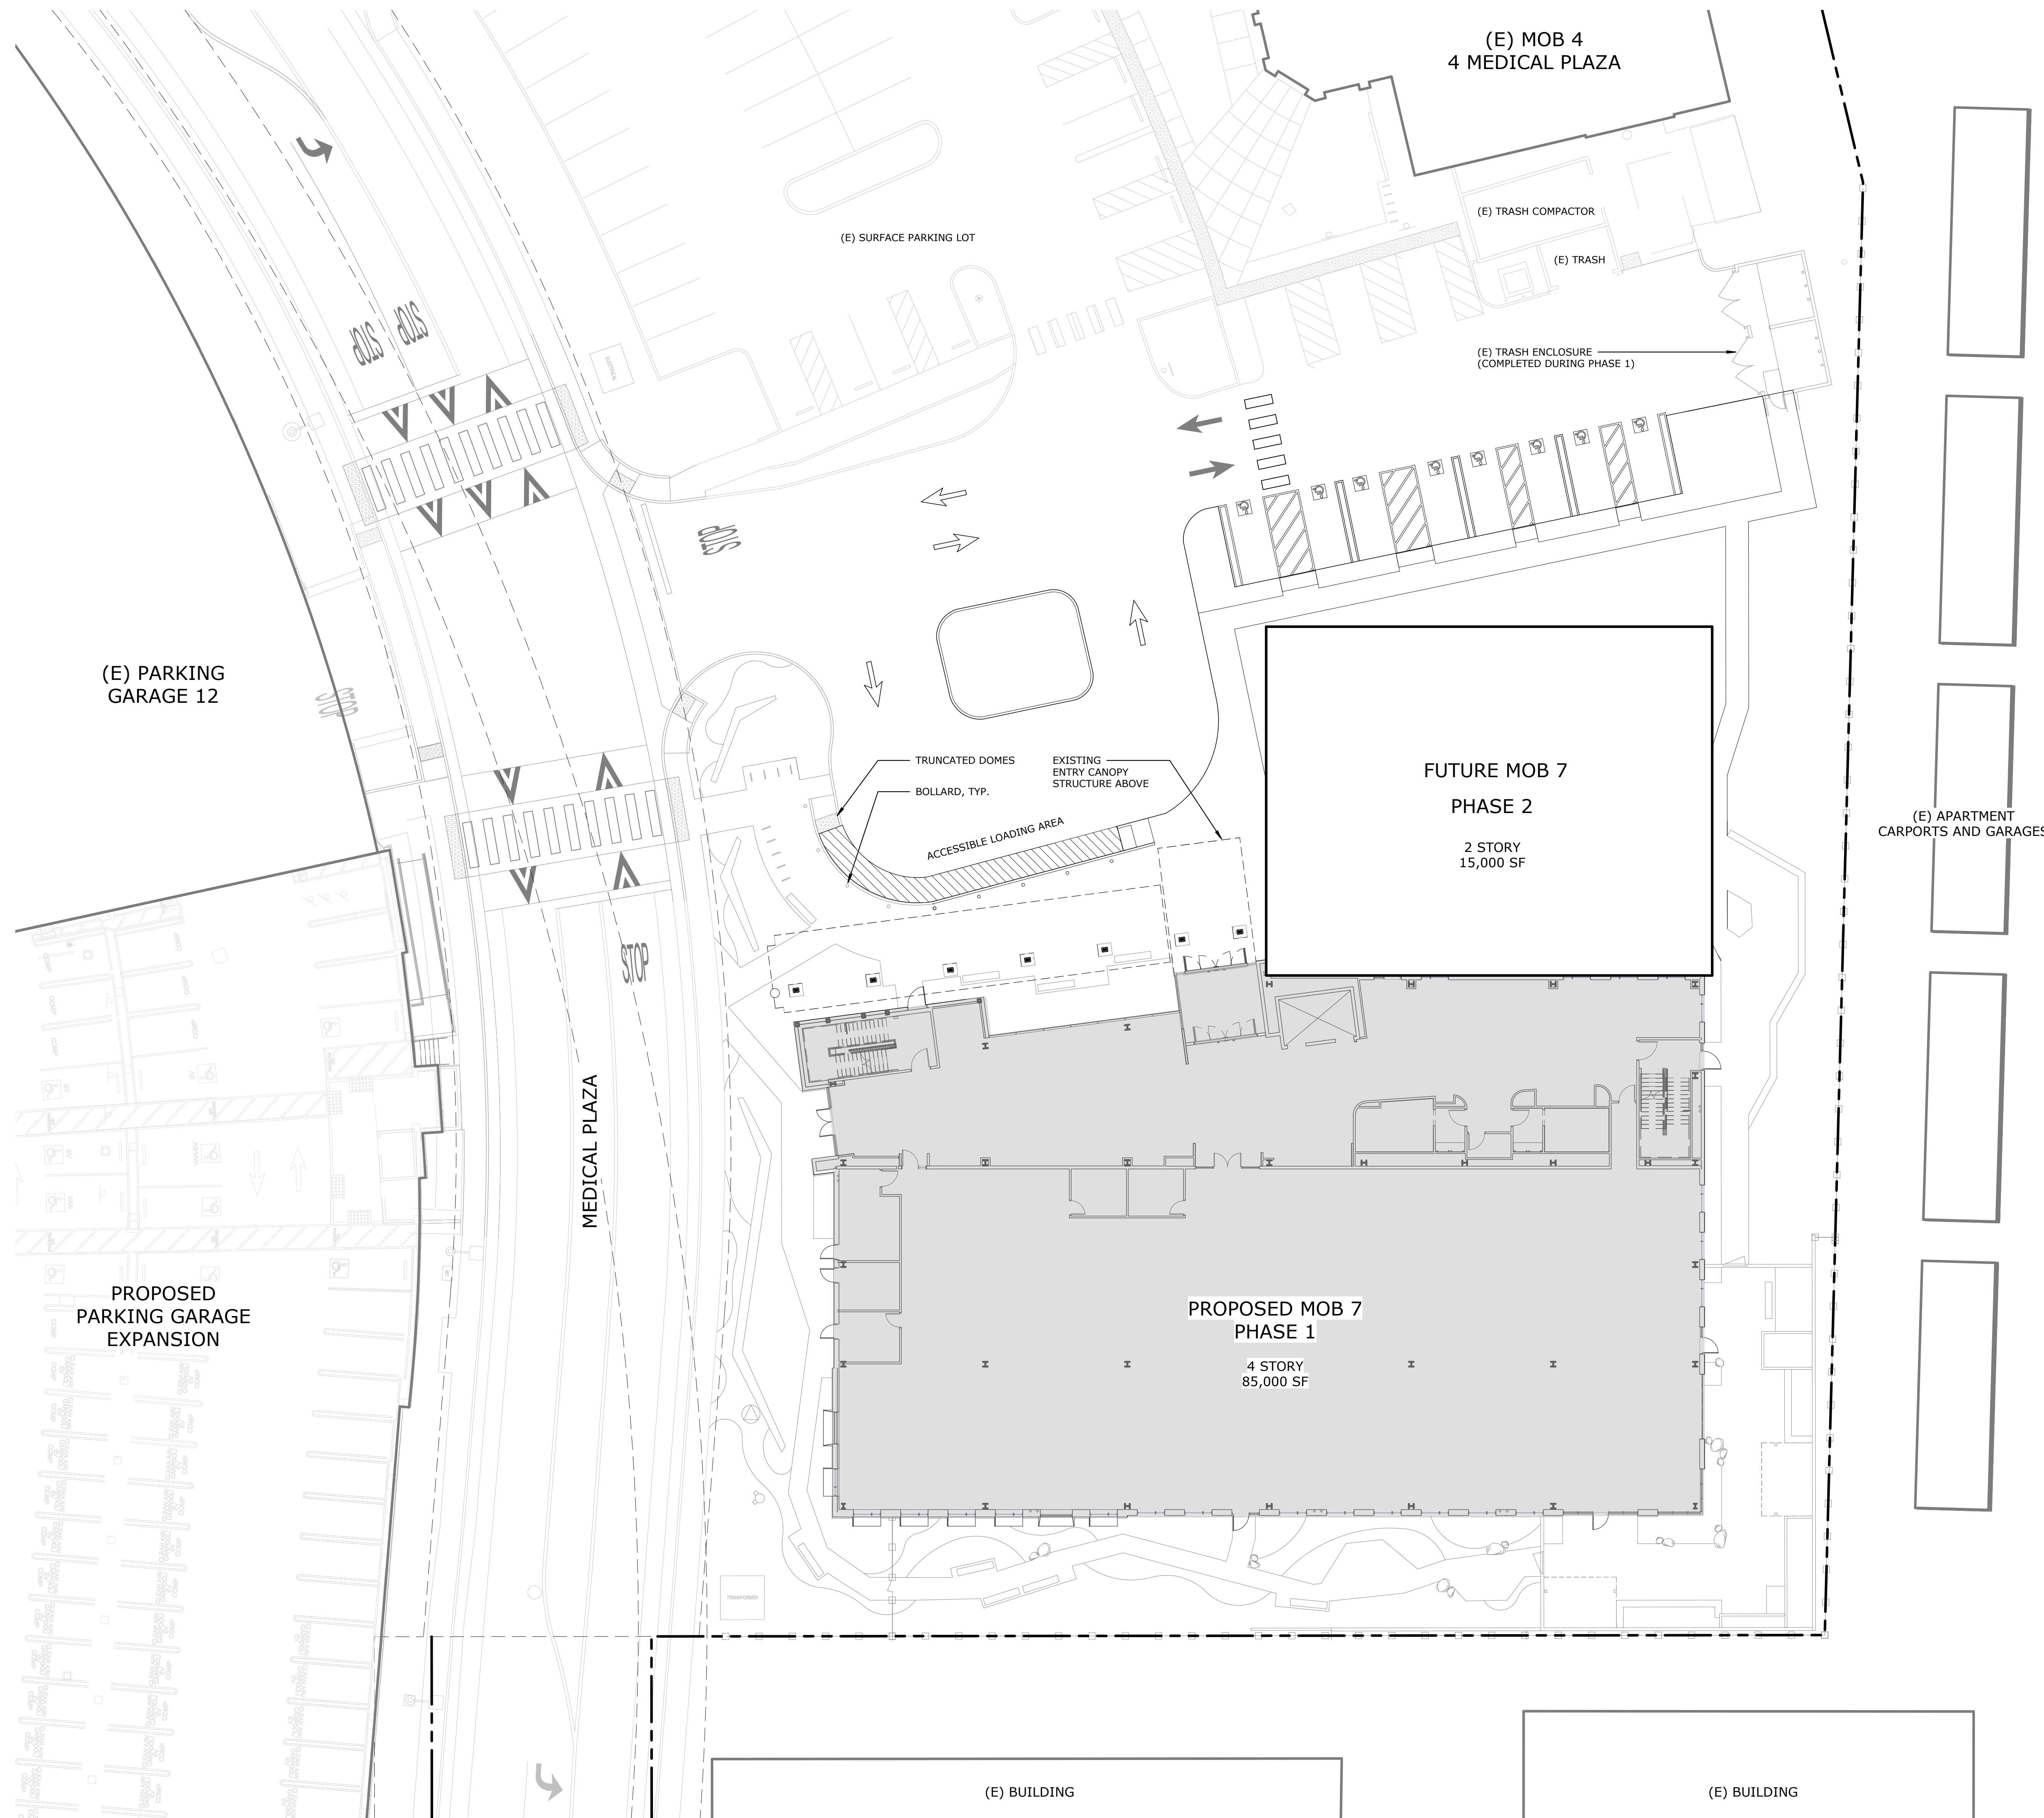 (E) MOB 4
4 MEDICAL PLAZA
(E) TRASH COMPACTOR
(E) SURFACE PARKING LOT
(E) TRASH
STOP
STOP
(E) TRASH ENCLOSURE
(COMPLETED DURING PHASE 1)
STOP
(E) PARKING
GARAGE 12
STOP
TRUNCATED DOMES
BOLLARD, TYP.
EXISTING
ENTRY CANOPY
STRUCTURE ABOVE
ACCESSIBLE LOADING AREA
FUTURE MOB 7
PHASE 2
2 STORY
15,000 SF
(E) APARTMENT
CARPORTS AND GARAGES
STOP
MEDICAL PLAZA
PROPOSED
PARKING GARAGE
EXPANSION
PROPOSED MOB 7
PHASE 1
4 STORY
85,000 SF
TRANSFORMER
(E) BUILDING
(E) BUILDING